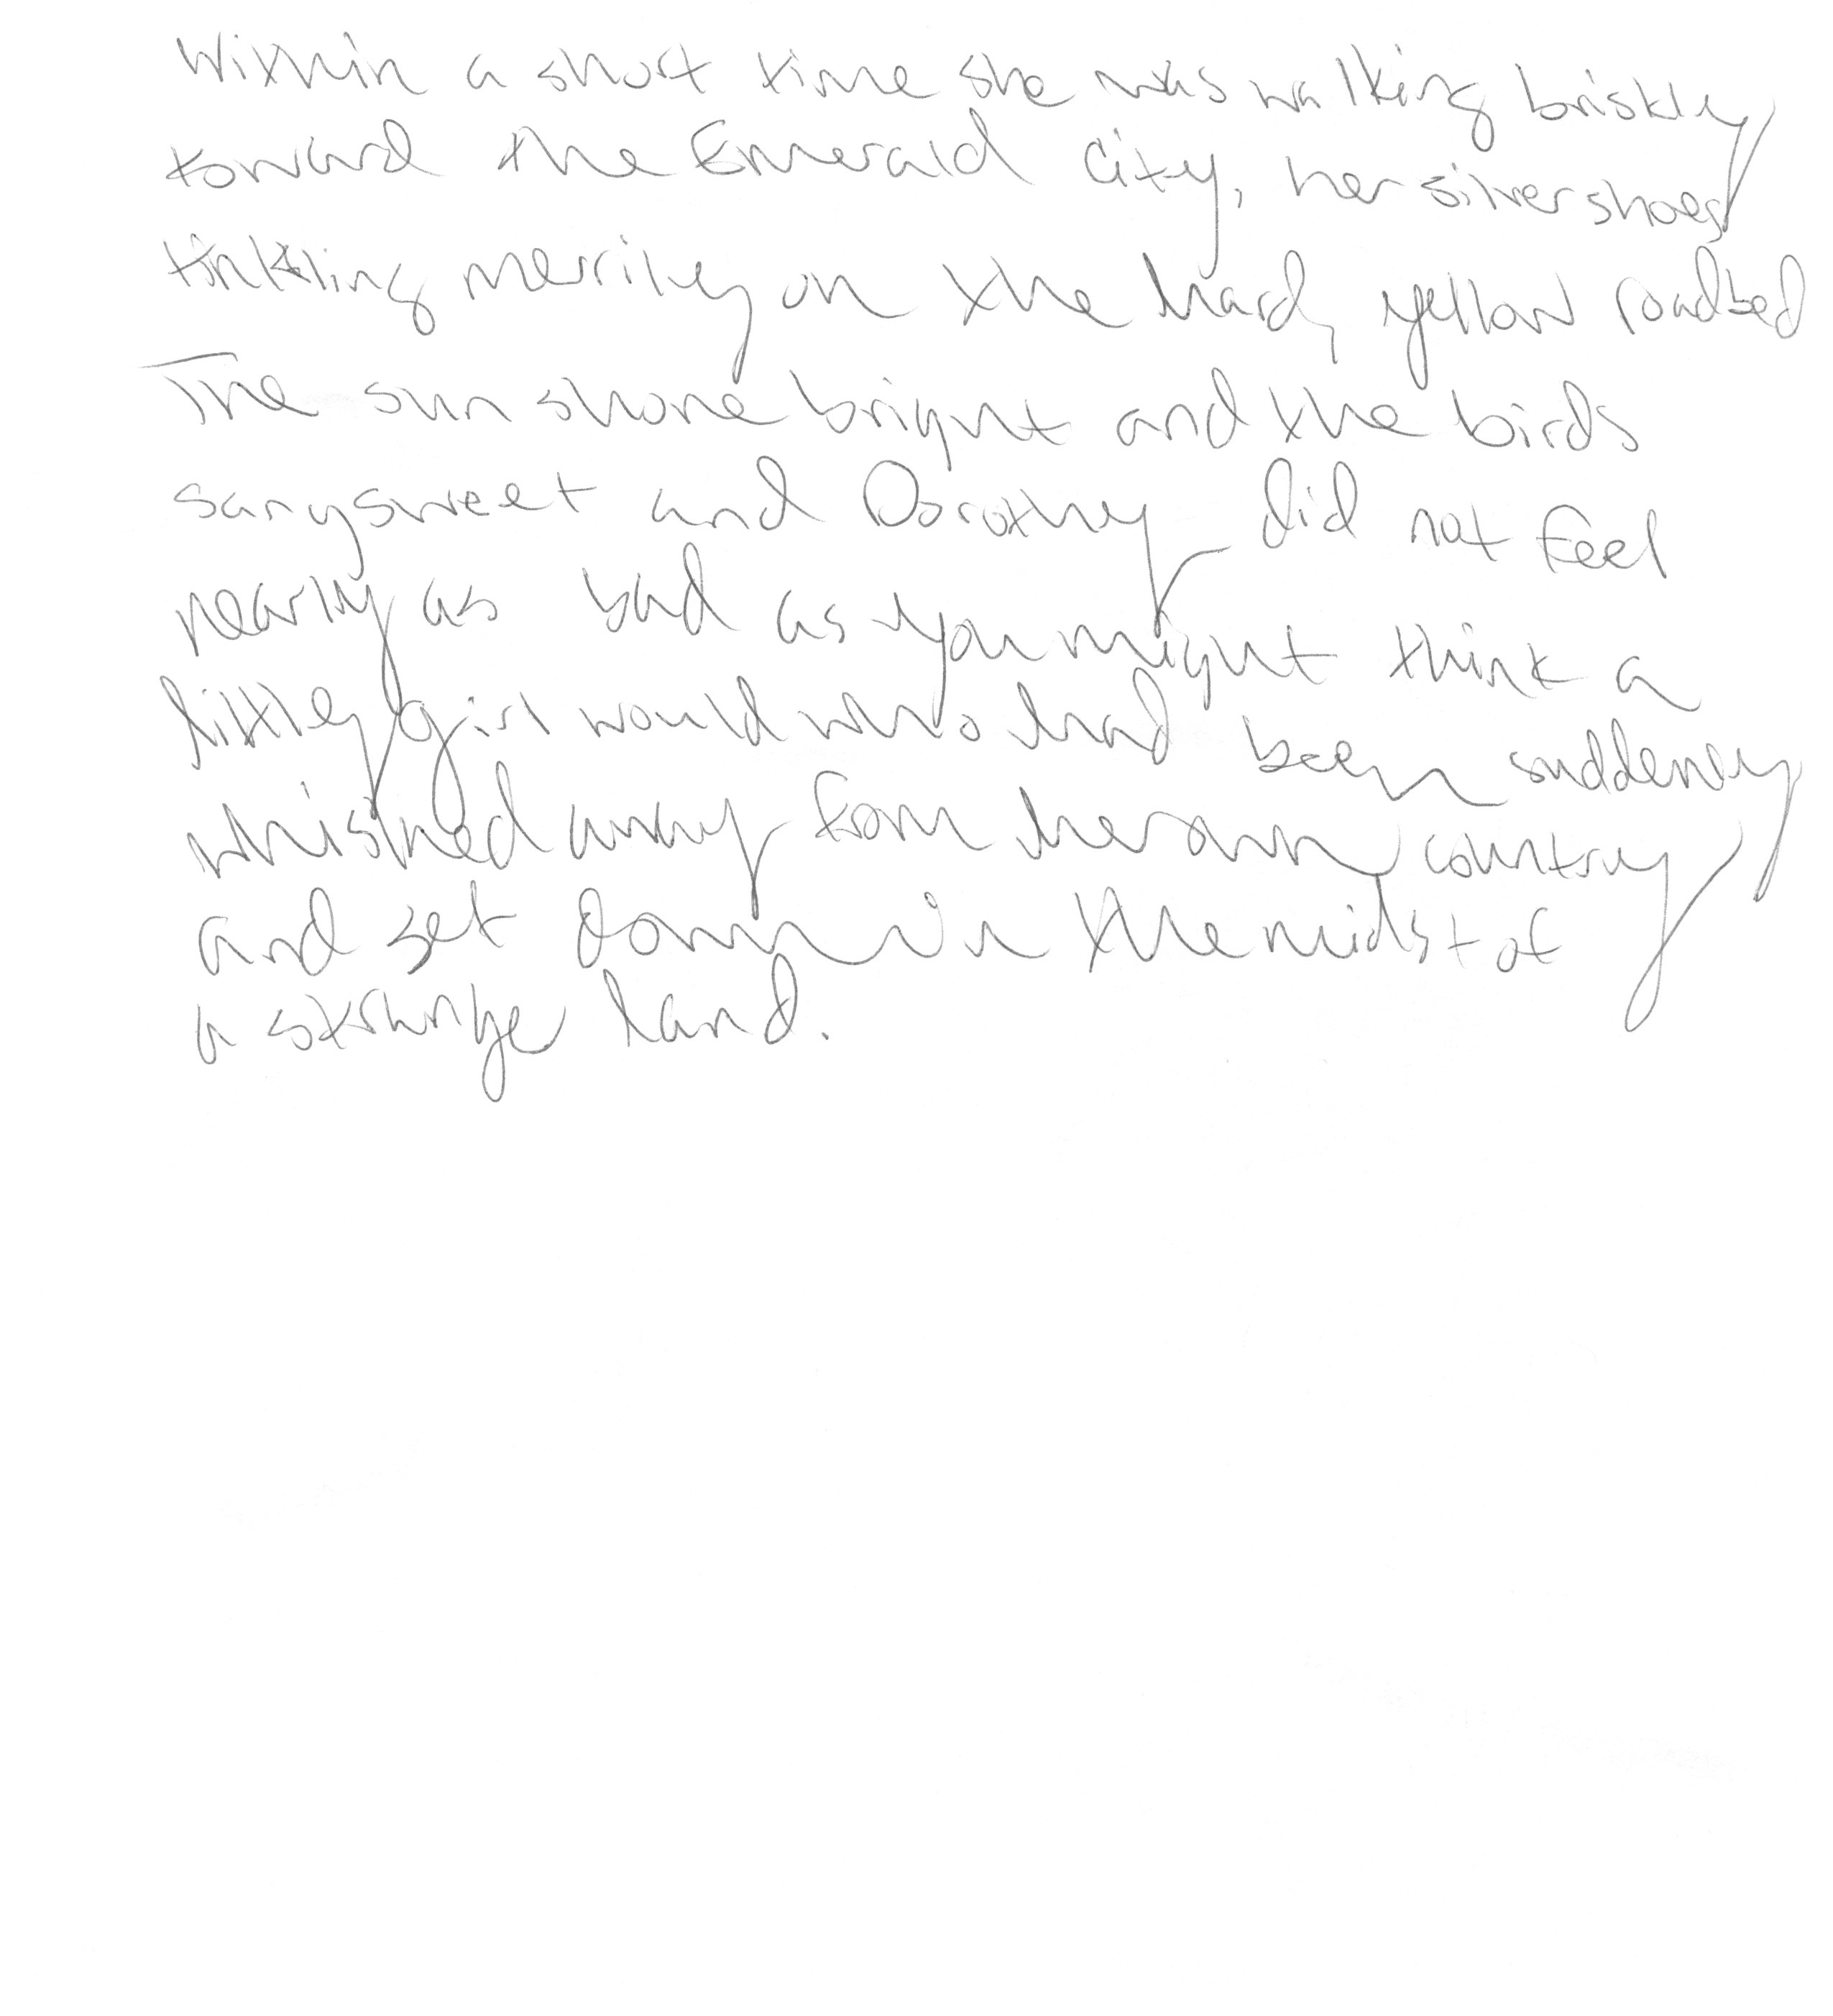 Within a short time she was walking briskly
toward the Emerald City, her silver shoes
tinkling merrily on the hard, yellow roadbed
The sun shone bright and the birds
sang sweet and Dorothy did not feel
nearly as bad as you might think a
little girl would who had been suddenly
whisked away from her own country
and set down in the midst of
a strange land.